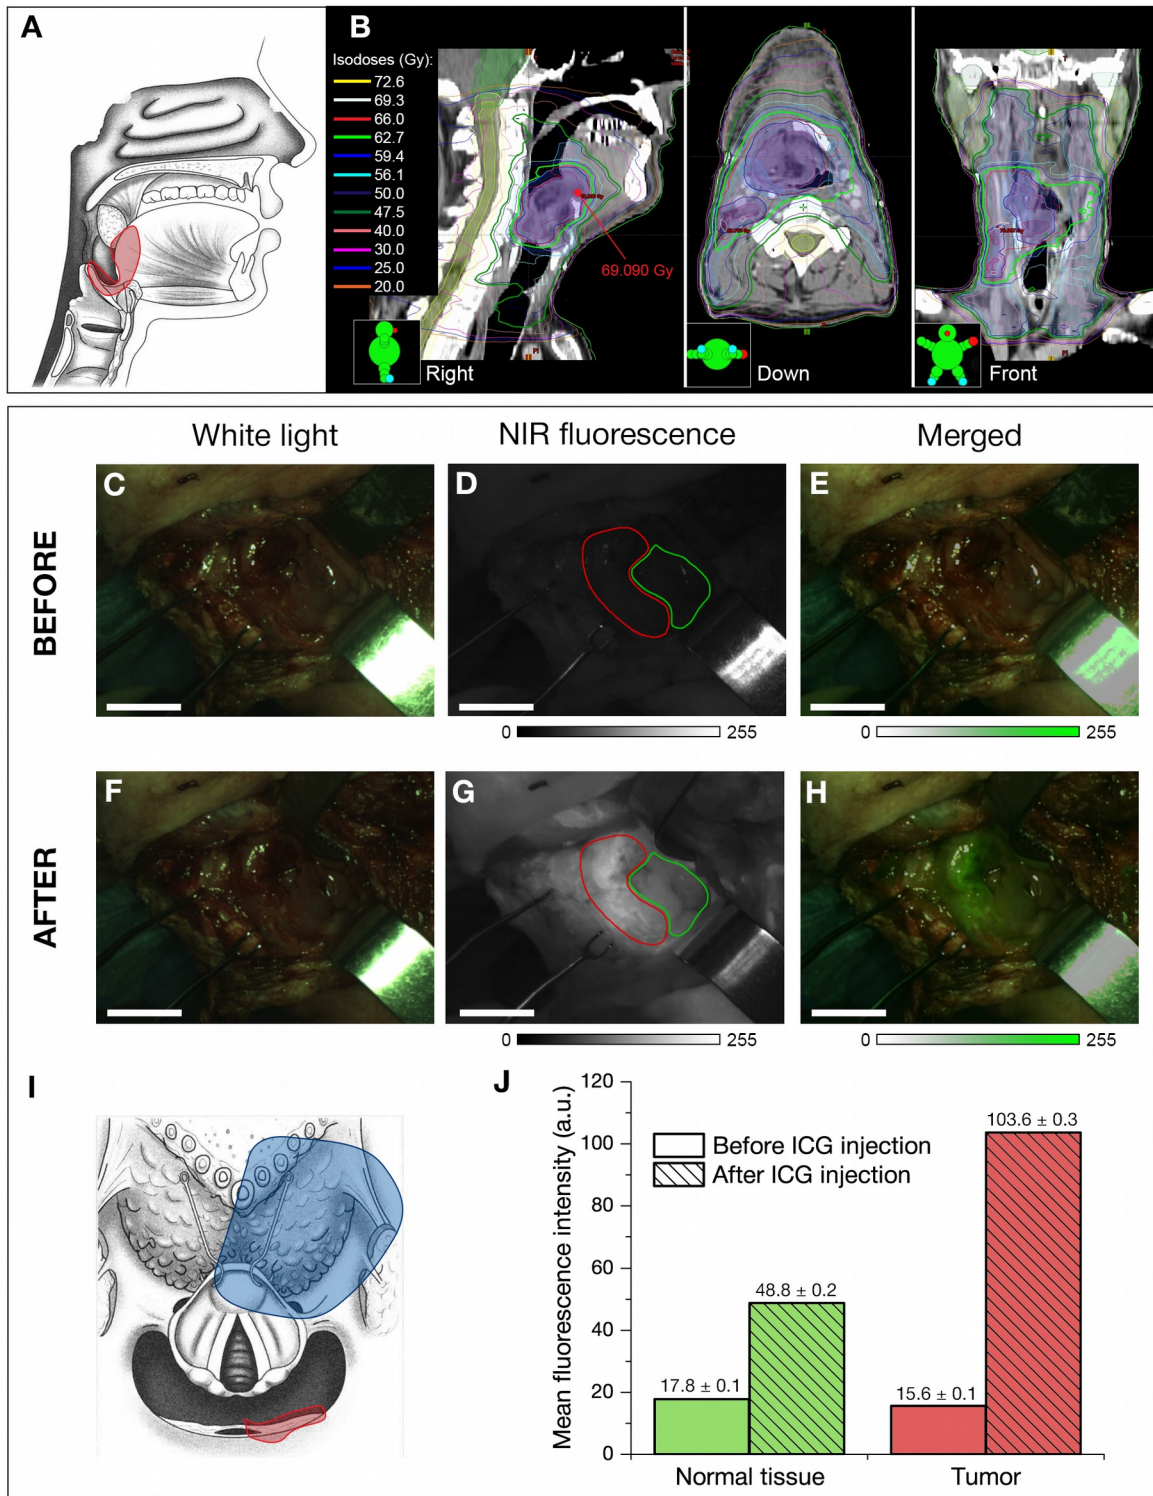 A
B
Isodoses (Gy):
72.6
69.3
66.0
62.7
59.4
56.1
50.0
47.5
40.0
30.0
25.0
20.0
69.090 Gy
Right
Down
Front
White light
NIR fluorescence
Merged
BEFORE
C
D
E
0
255
0
255
AFTER
F
G
H
0
255
0
255
I
J
Mean fluorescence intensity (a.u.)
120
100
80
60
40
20
0
Before ICG injection
After ICG injection
17.8 ± 0.1
48.8 ± 0.2
15.6 ± 0.1
103.6 ± 0.3
Normal tissue
Tumor